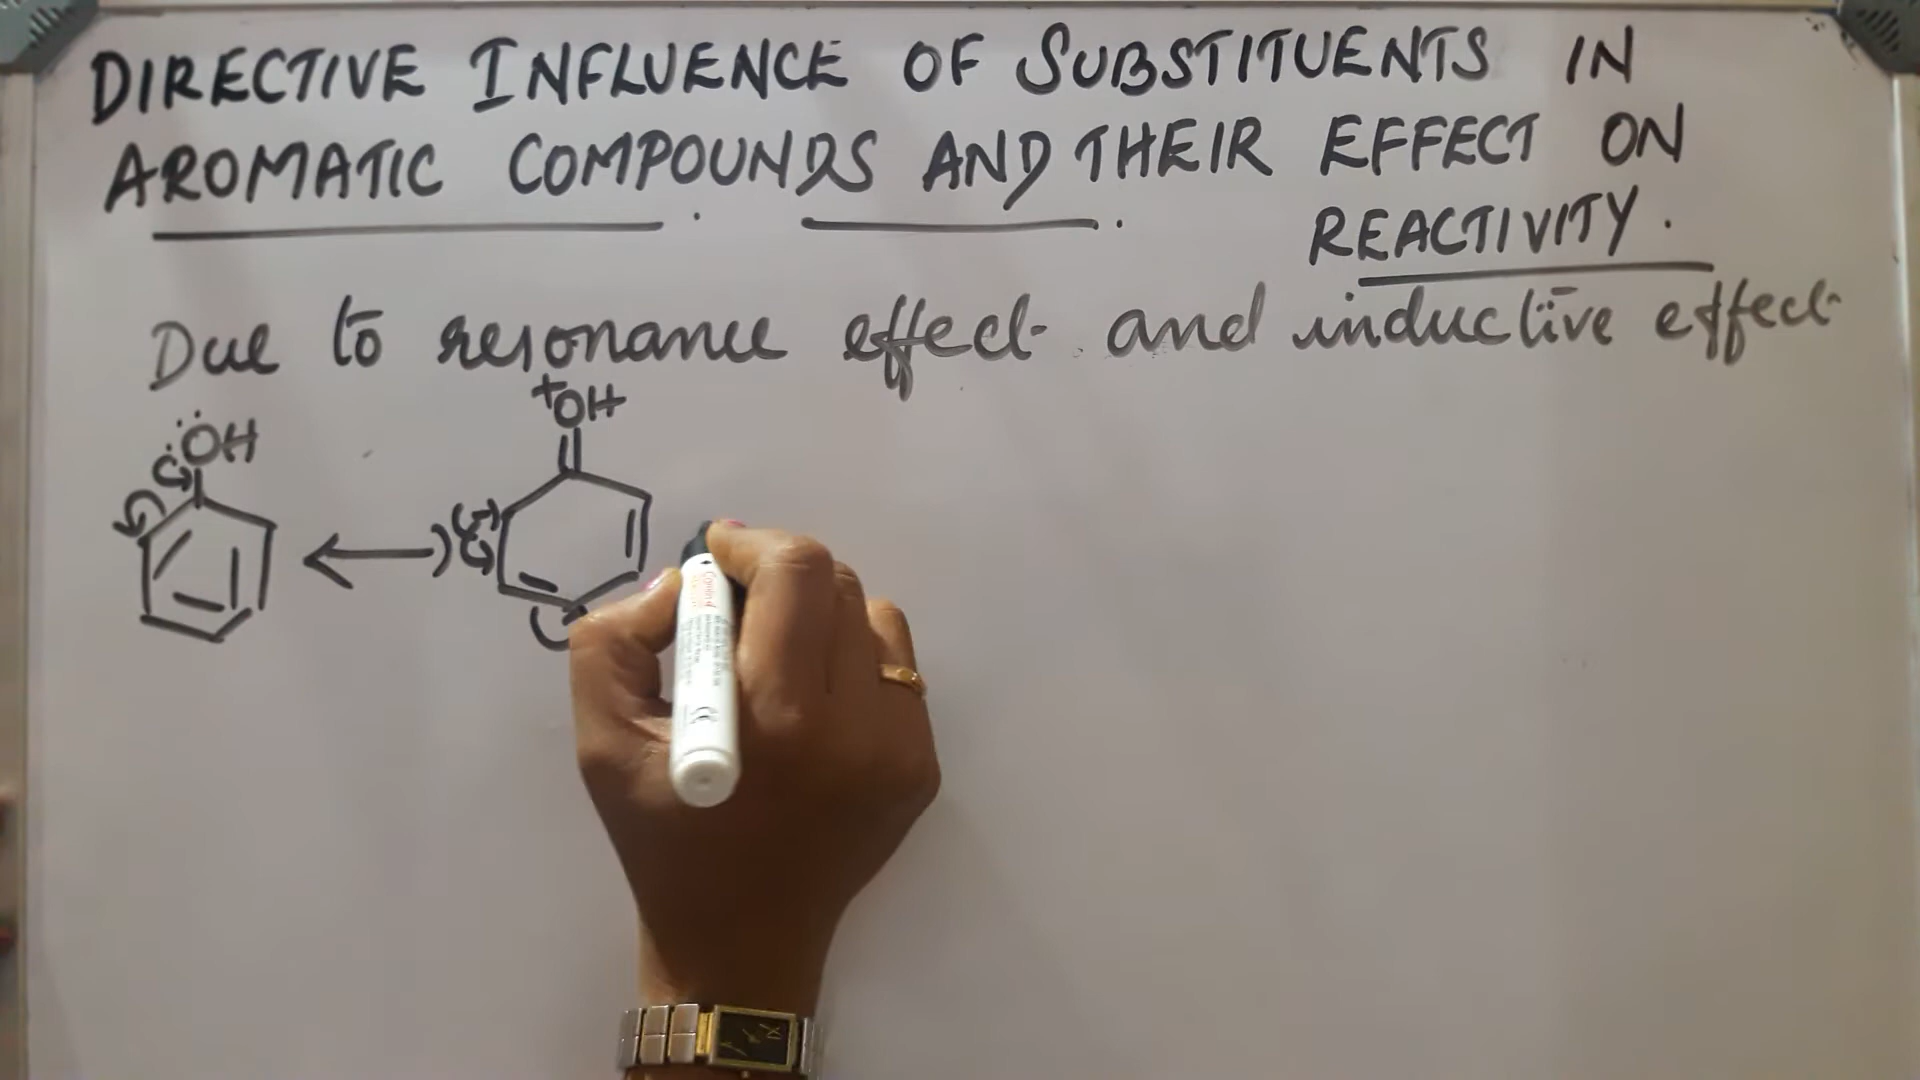 DIRECTIVE INFLUENCE OF SUBSTITUENTS IN
AROMATIC COMPOUNDS AND THEIR EFFECT ON
REACTIVITY.
Due to resonance effect and inductive effect
+OH
:ÖH